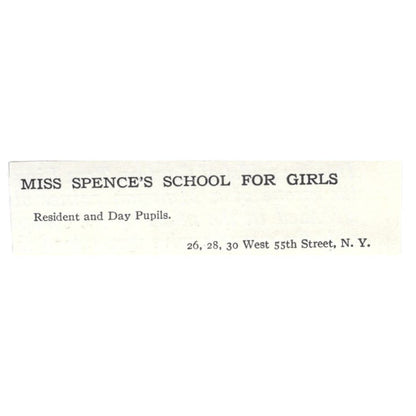 MISS SPENCE'S SCHOOL FOR GIRLS
Resident and Day Pupils.
26, 28, 30 West 55th Street, N. Y.